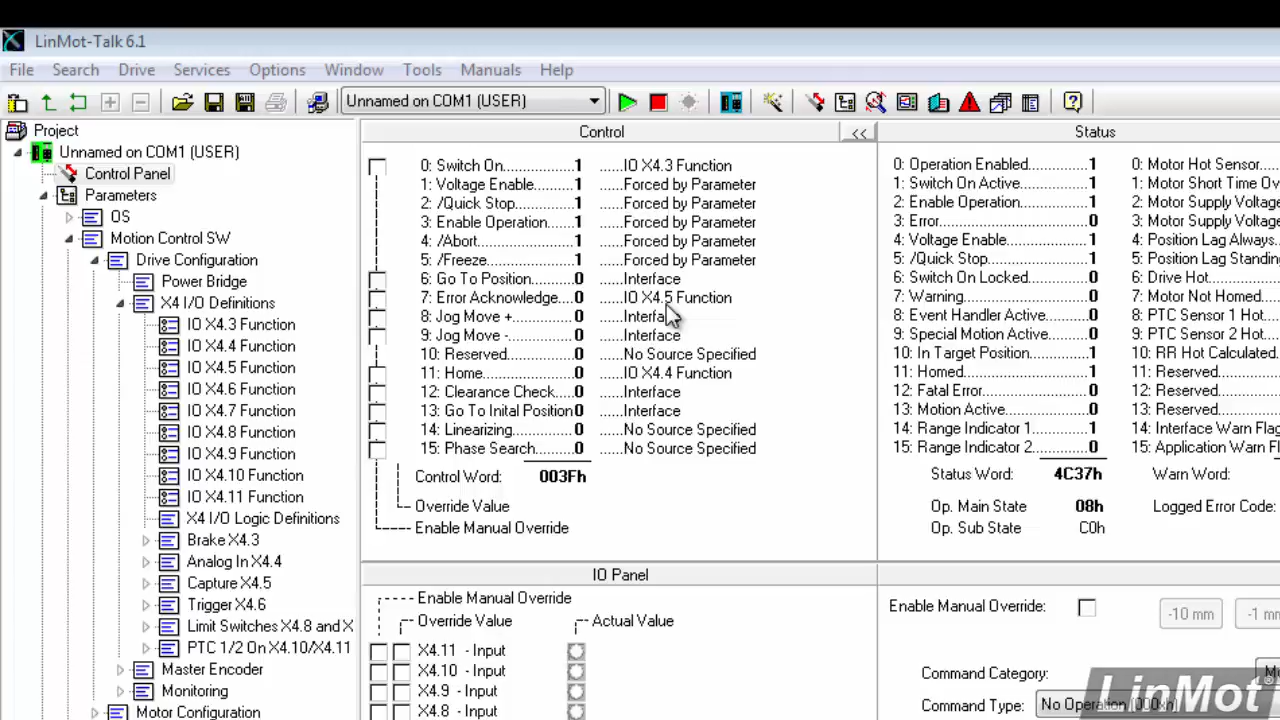 LinMot-Talk 6.1
File Search Drive Services Options Window Tools Manuals Help
Unnamed on COM1 (USER)
Project
Unnamed on COM1 (USER)
Control Panel
Parameters
OS
Motion Control SW
Drive Configuration
Power Bridge
X4 I/O Definitions
IO X4.3 Function
IO X4.4 Function
IO X4.5 Function
IO X4.6 Function
IO X4.7 Function
IO X4.8 Function
IO X4.9 Function
IO X4.10 Function
IO X4.11 Function
X4 I/O Logic Definitions
Brake X4.3
Analog In X4.4
Capture X4.5
Trigger X4.6
Limit Switches X4.8 and X
PTC 1/2 On X4.10/X4.11
Master Encoder
Monitoring
Motor Configuration
Control
<<
0: Switch On.............1 ......IO X4.3 Function
1: Voltage Enable.........1 ......Forced by Parameter
2: /Quick Stop.............1 ......Forced by Parameter
3: Enable Operation.......1 ......Forced by Parameter
4: /Abort....................1 ......Forced by Parameter
5: /Freeze..................1 ......Forced by Parameter
6: Go To Position.........0 ......Interface
7: Error Acknowledge....0 ......IO X4.5 Function
8: Jog Move +............0 ......Interface
9: Jog Move -.............0 ......Interface
10: Reserved..............0 ......No Source Specified
11: Home...................0 ......IO X4.4 Function
12: Clearance Check....0 ......Interface
13: Go To Inital Position0 ......Interface
14: Linearizing.............0 ......No Source Specified
15: Phase Search.........0 ......No Source Specified
Control Word: 003Fh
Override Value
Enable Manual Override
Status
0: Operation Enabled.......1
1: Switch On Active..........1
2: Enable Operation.........1
3: Error.........................0
4: Voltage Enable............1
5: /Quick Stop................1
6: Switch On Locked........0
7: Warning.....................0
8: Event Handler Active.....0
9: Special Motion Active...0
10: In Target Position........1
11: Homed.....................1
12: Fatal Error.................0
13: Motion Active.............0
14: Range Indicator 1.......1
15: Range Indicator 2.......0
Status Word: 4C37h
Op. Main State 08h
Op. Sub State C0h
0: Motor Hot Sensor.
1: Motor Short Time Ov
2: Motor Supply Voltage
3: Motor Supply Voltage
4: Position Lag Always.
5: Position Lag Standing
6: Drive Hot.
7: Motor Not Homed.
8: PTC Sensor 1 Hot.
9: PTC Sensor 2 Hot.
10: RR Hot Calculated.
11: Reserved.
12: Reserved.
13: Reserved.
14: Interface Warn Flag
15: Application Warn Fl
Warn Word:
Logged Error Code:
IO Panel
Enable Manual Override
Override Value Actual Value
X4.11 - Input
X4.10 - Input
X4.9 - Input
X4.8 - Input
Enable Manual Override:
-10 mm -1 mm
Command Category:
Command Type: No Operation (000xh)
LinMot